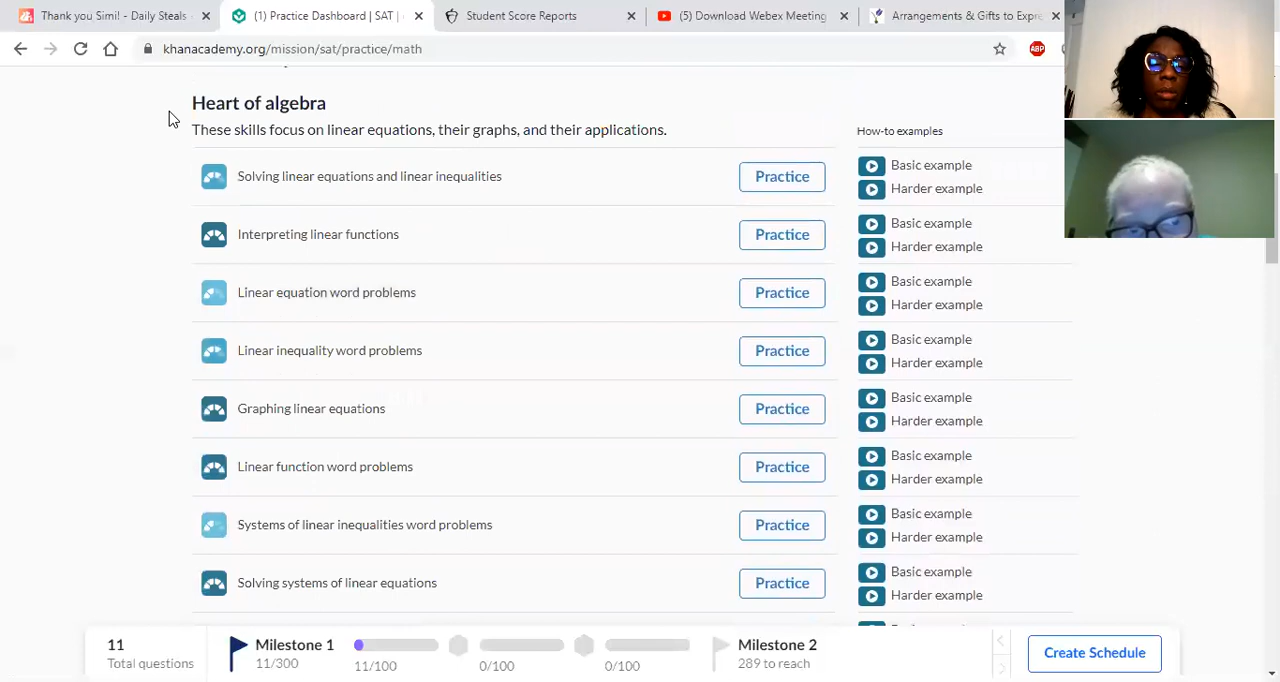 Thank you Simi! - Daily Steals
(1) Practice Dashboard | SAT |
Student Score Reports
(5) Download Webex Meeting
Arrangements & Gifts to Expre
khanacademy.org/mission/sat/practice/math
ABP
Heart of algebra
These skills focus on linear equations, their graphs, and their applications.
How-to examples
Solving linear equations and linear inequalities
Practice
Basic example
Harder example
Interpreting linear functions
Practice
Basic example
Harder example
Linear equation word problems
Practice
Basic example
Harder example
Linear inequality word problems
Practice
Basic example
Harder example
Graphing linear equations
Practice
Basic example
Harder example
Linear function word problems
Practice
Basic example
Harder example
Systems of linear inequalities word problems
Practice
Basic example
Harder example
Solving systems of linear equations
Practice
Basic example
Harder example
11
Total questions
Milestone 1
11/300
11/100
0/100
0/100
Milestone 2
289 to reach
Create Schedule